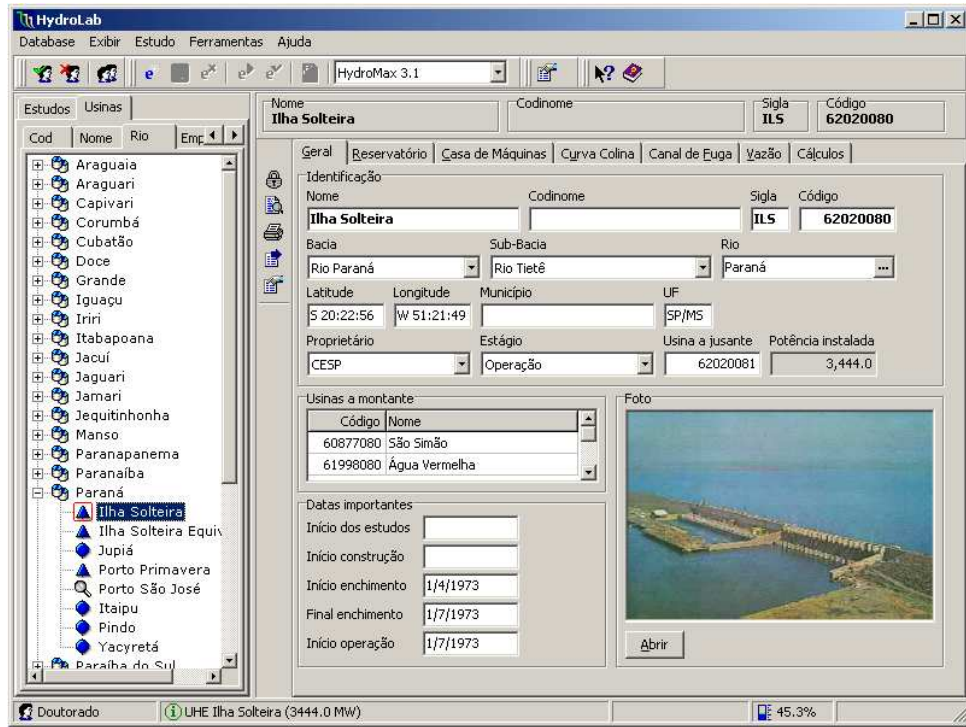 HydroLab
Database Exibir Estudo Ferramentas Ajuda
HydroMax 3.1
Estudos Usinas
Cod Nome Rio
Araguaia
Araguari
Capivari
Corumbá
Cubatão
Doce
Grande
Iguaçu
Iriri
Itabapoana
Jacuí
Jaguari
Jamari
Jequitinhonha
Manso
Paranapanema
Paranaíba
Paraná
Ilha Solteira
Ilha Solteira Equiv
Jupiá
Porto Primavera
Porto São José
Itaipu
Pindo
Yacyretá
Paraíba do Sul
Nome Codinome Sigla Código
Ilha Solteira ILS 62020080
Geral Reservatório Casa de Máquinas Curva Colina Canal de Fuga Vazão Cálculos
Identificação
Nome Codinome Sigla Código
Ilha Solteira ILS 62020080
Bacia Sub-Bacia Rio
Rio Paraná Rio Tietê Paraná ...
Latitude Longitude Município UF
S 20:22:56 W 51:21:49 SP/MS
Proprietário Estágio Usina a jusante Potência instalada
CESP Operação 62020081 3,444.0
Usinas a montante
Código Nome
60877080 São Simão
61998080 Água Vermelha
Datas importantes
Início dos estudos
Início construção
Início enchimento 1/4/1973
Final enchimento 1/7/1973
Início operação 1/7/1973
Foto
Abrir
Doutorado UHE Ilha Solteira (3444.0 MW) 45.3%